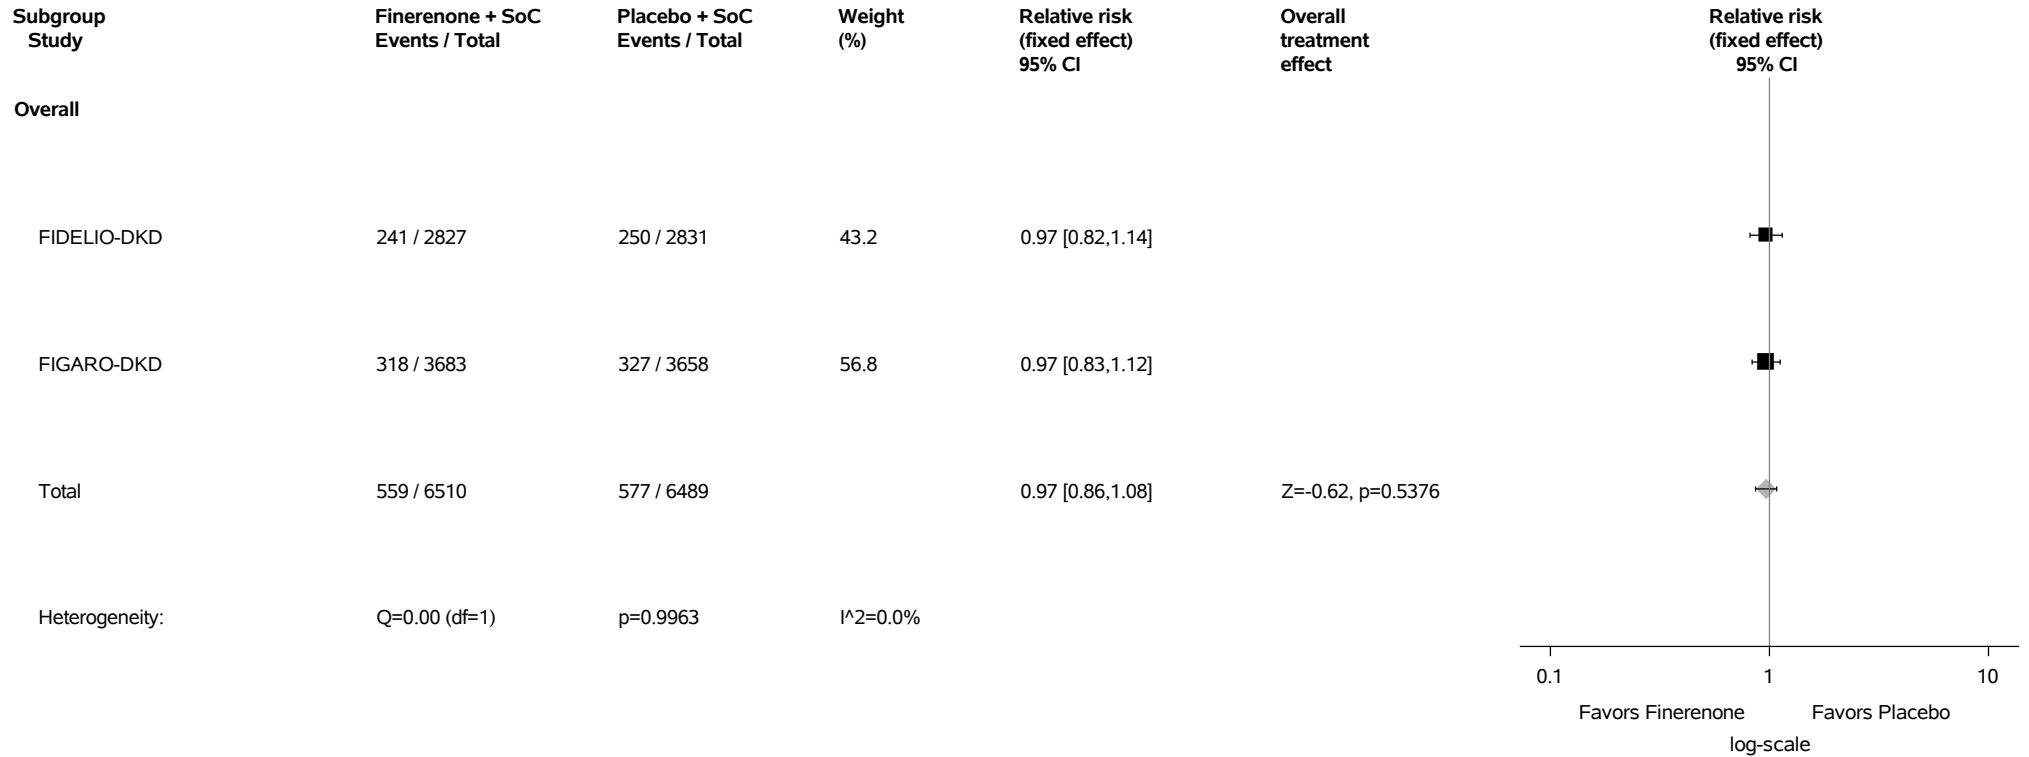 Subgroup Finerenone + SoC Placebo + SoC Weight Relative risk Overall Relative risk
Study Events / Total Events / Total (%) (fixed effect) treatment (fixed effect)
95% CI effect 95% CI
Overall
FIDELIO-DKD 241 / 2827 250 / 2831 43.2 0.97 [0.82,1.14]
FIGARO-DKD 318 / 3683 327 / 3658 56.8 0.97 [0.83,1.12]
Total 559 / 6510 577 / 6489 0.97 [0.86,1.08] Z=-0.62, p=0.5376
Heterogeneity: Q=0.00 (df=1) p=0.9963 I^2=0.0%
0.1 1 10
Favors Finerenone Favors Placebo
log-scale